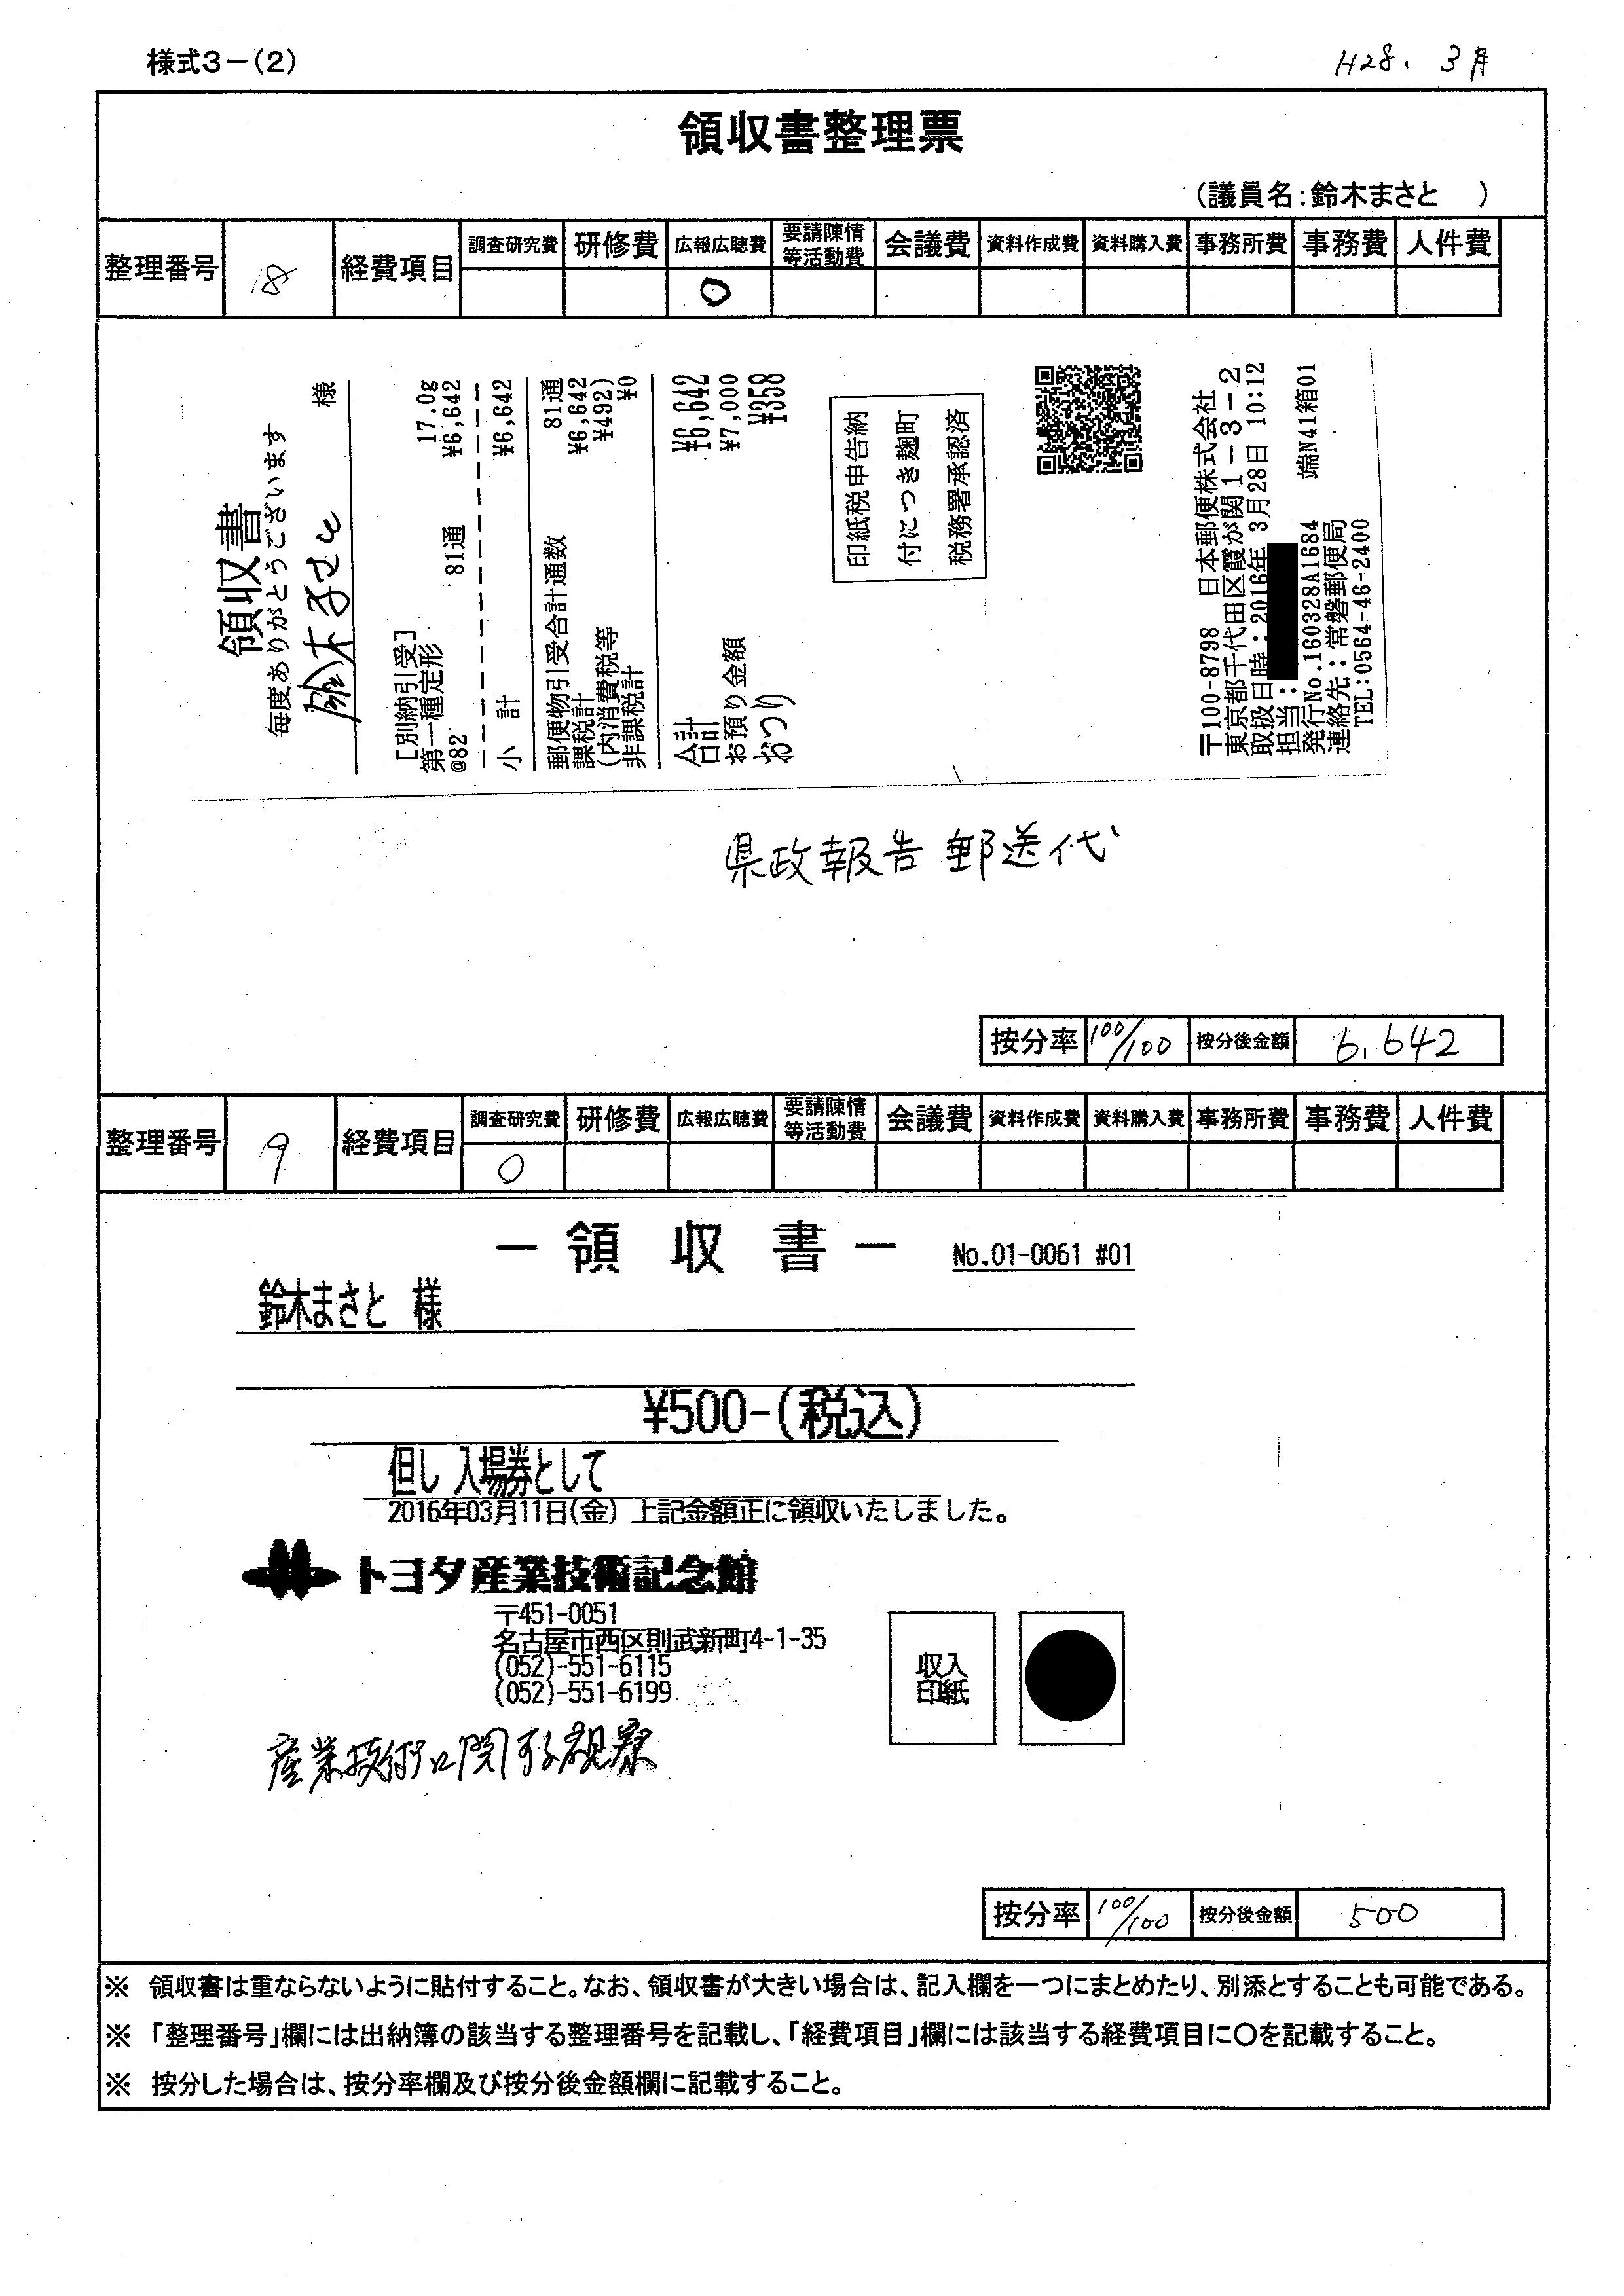 様式3-(2)
H28. 3月
領収書整理票
(議員名:鈴木まさと )
整理番号 18 経費項目 調査研究費 研修費 広報広聴費 要請陳情等活動費 会議費 資料作成費 資料購入費 事務所費 事務費 人件費
○
領収書
毎度ありがとうございます
鈴木まさと 様
[別納引受]
第一種定形 17.0g
@82 81通 ¥6,642
小 計 ¥6,642
郵便物引受合計通数 81通
課税計 ¥6,642
(内消費税等 ¥492)
非課税計 ¥0
合計 ¥6,642
お預り金額 ¥7,000
おつり ¥358
印紙税申告納
付につき麹町
税務署承認済
〒100-8798 日本郵便株式会社
東京都千代田区霞が関1-3-2
取扱日時:2016年 3月28日 10:12
担当:
発行No.160328A1684 端N41箱01
連絡先:常磐郵便局
TEL:0564-46-2400
県政報告 郵送代
按分率 100/100 按分後金額 6,642
整理番号 9 経費項目 調査研究費 研修費 広報広聴費 要請陳情等活動費 会議費 資料作成費 資料購入費 事務所費 事務費 人件費
○
- 領 収 書 - No.01-0061 #01
鈴木まさと 様
¥500-(税込)
但し 入場券として
2016年03月11日(金) 上記金額正に領収いたしました。
トヨタ産業技術記念館
〒451-0051
名古屋市西区則武新町4-1-35
(052)-551-6115
(052)-551-6199
収入
印紙
産業技術に関する視察
按分率 100/100 按分後金額 500
※ 領収書は重ならないように貼付すること。なお、領収書が大きい場合は、記入欄を一つにまとめたり、別添とすることも可能である。
※ 「整理番号」欄には出納簿の該当する整理番号を記載し、「経費項目」欄には該当する経費項目に○を記載すること。
※ 按分した場合は、按分率欄及び按分後金額欄に記載すること。